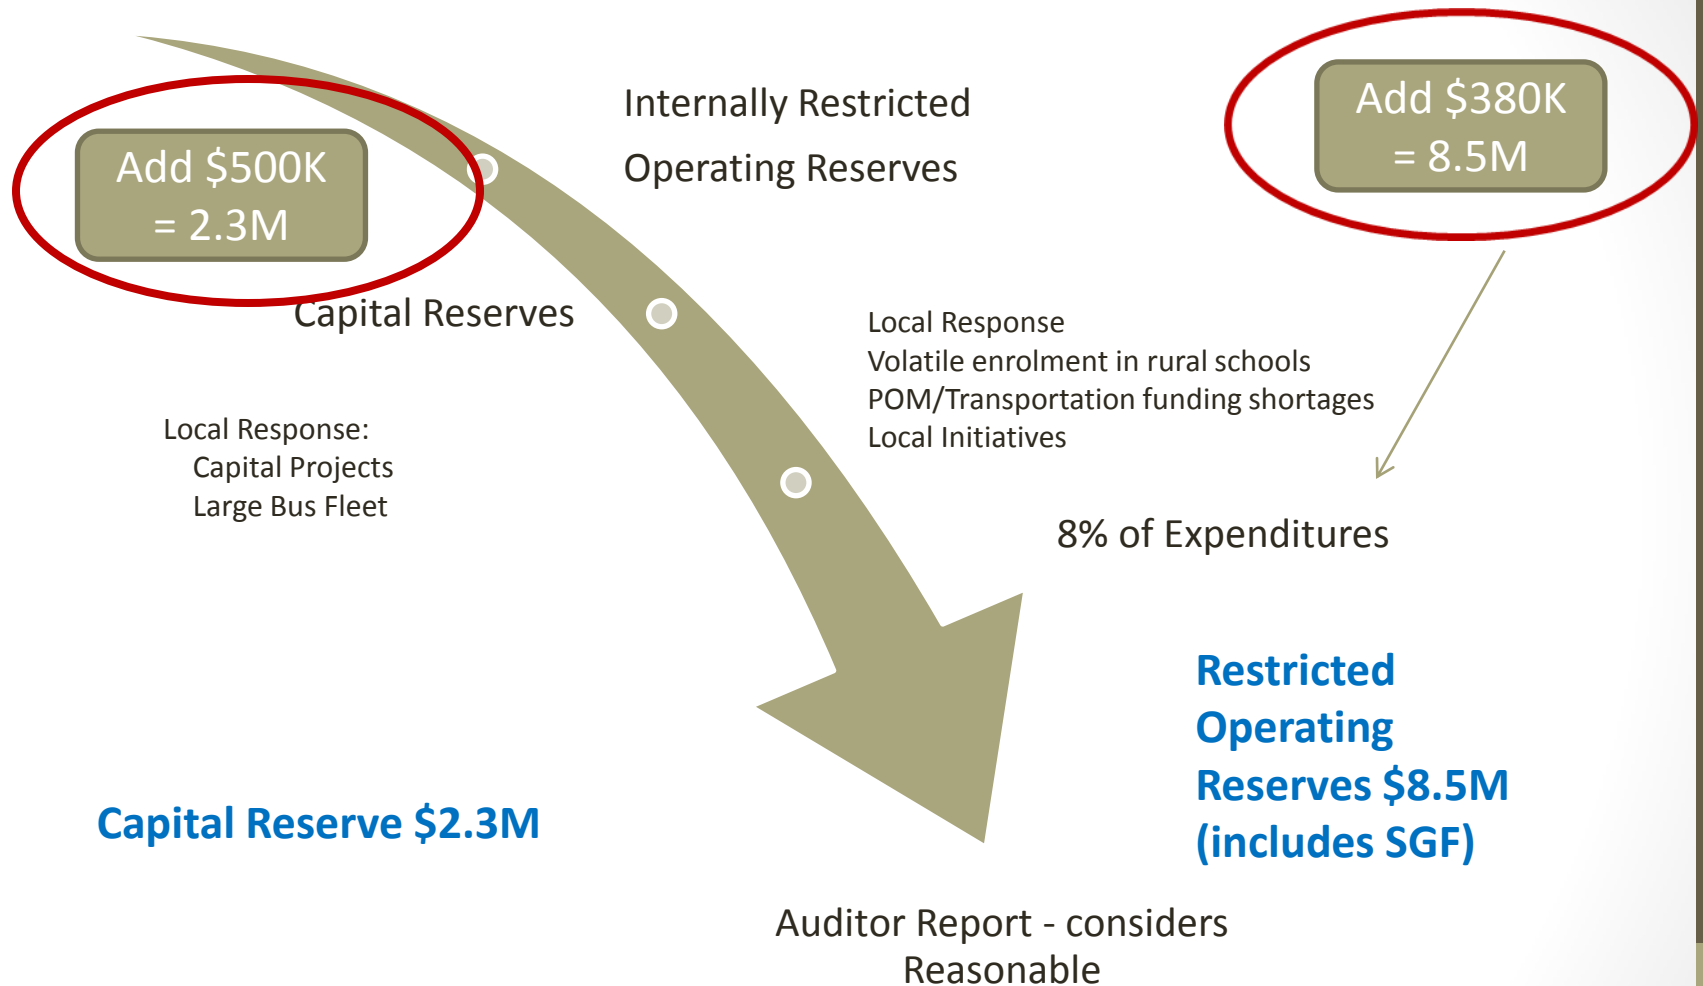 Add $500K
= 2.3M
Internally Restricted
Operating Reserves
Add $380K
= 8.5M
Capital Reserves
Local Response:
Capital Projects
Large Bus Fleet
Local Response
Volatile enrolment in rural schools
POM/Transportation funding shortages
Local Initiatives
8% of Expenditures
Capital Reserve $2.3M
Restricted
Operating
Reserves $8.5M
(includes SGF)
Auditor Report - considers
Reasonable